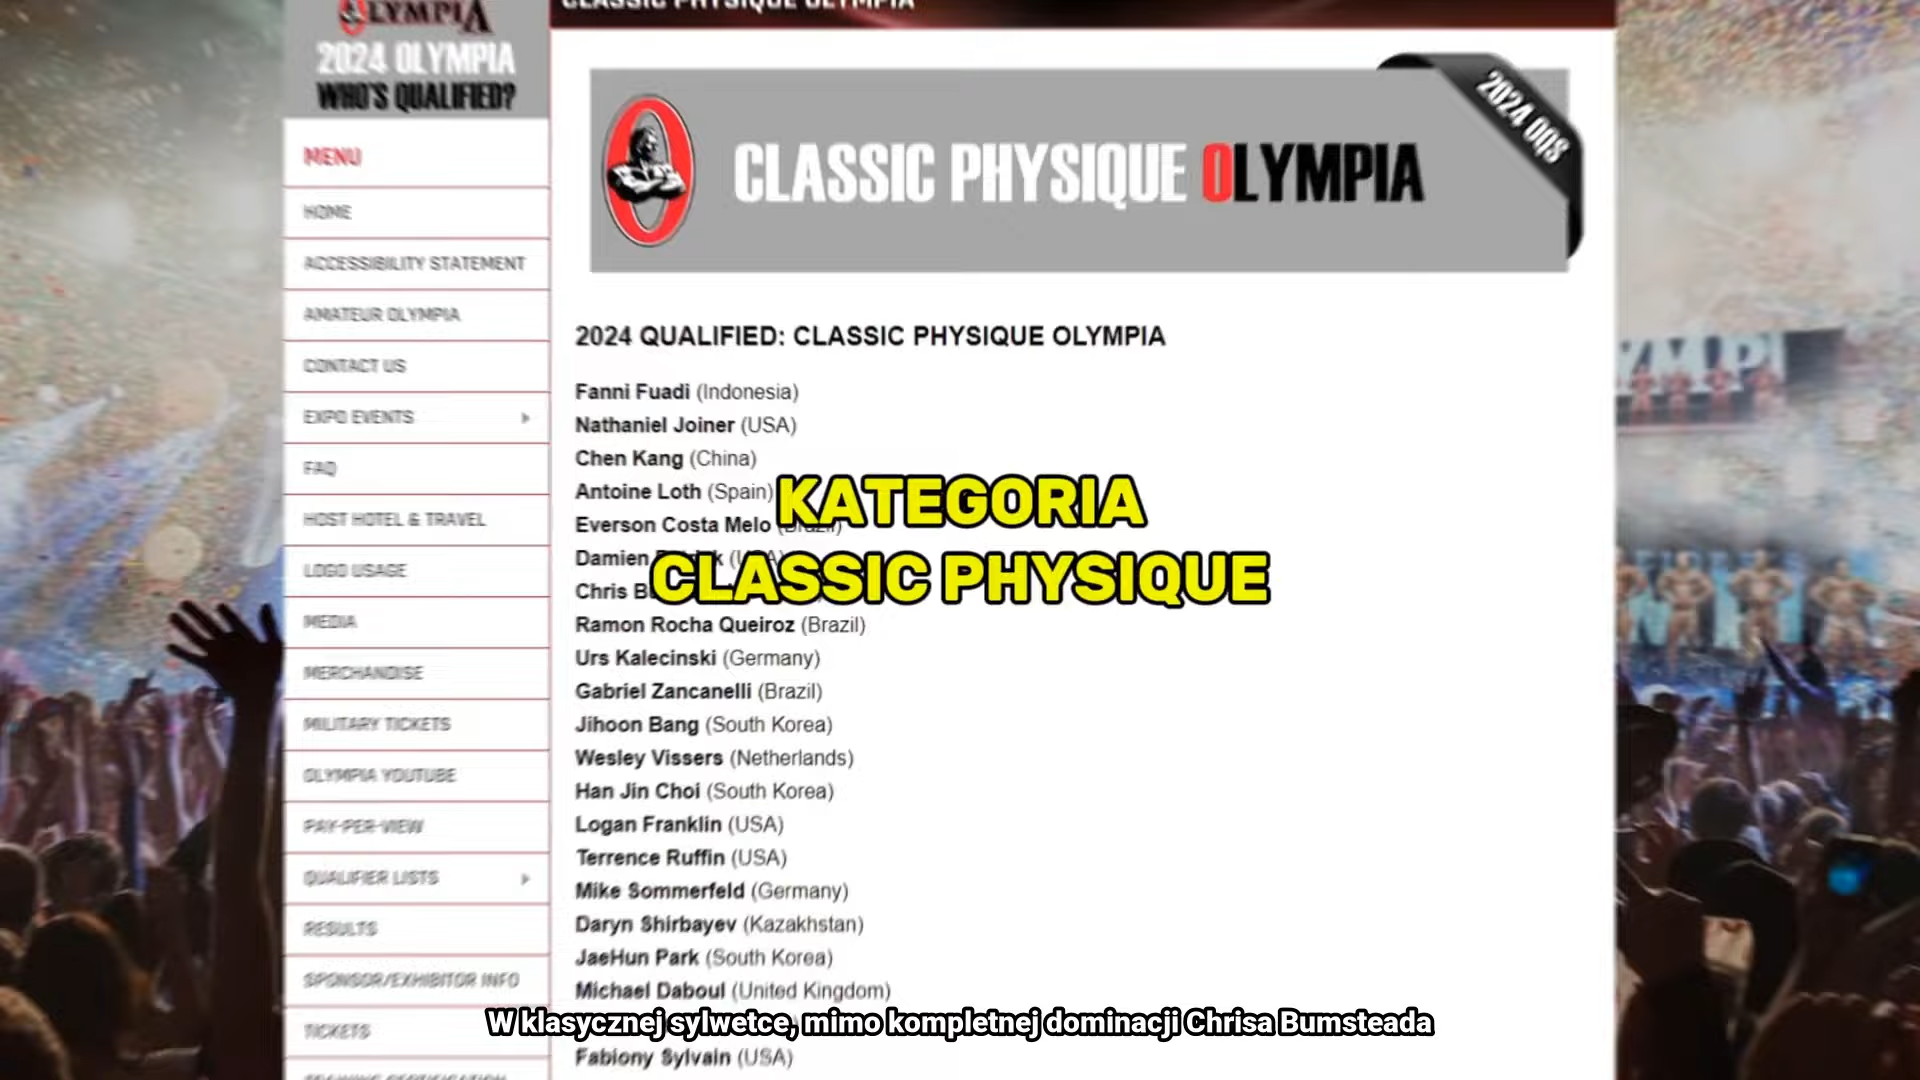 CLASSIC PHYSIQUE OLYMPIA
OLYMPIA
2024 OLYMPIA
WHO'S QUALIFIED?
MENU
HOME
ACCESSIBILITY STATEMENT
AMATEUR OLYMPIA
CONTACT US
EXPO EVENTS
FAQ
HOST HOTEL & TRAVEL
LOGO USAGE
MEDIA
MERCHANDISE
MILITARY TICKETS
OLYMPIA YOUTUBE
PAY-PER-VIEW
QUALIFIER LISTS
RESULTS
SPONSOR/EXHIBITOR INFO
TICKETS
CLASSIC PHYSIQUE OLYMPIA
2024 OQS
2024 QUALIFIED: CLASSIC PHYSIQUE OLYMPIA
Fanni Fuadi (Indonesia)
Nathaniel Joiner (USA)
Chen Kang (China)
Antoine Loth (Spain)
Everson Costa Melo (Brazil)
Damien (USA)
Chris
Ramon Rocha Queiroz (Brazil)
Urs Kalecinski (Germany)
Gabriel Zancanelli (Brazil)
Jihoon Bang (South Korea)
Wesley Vissers (Netherlands)
Han Jin Choi (South Korea)
Logan Franklin (USA)
Terrence Ruffin (USA)
Mike Sommerfeld (Germany)
Daryn Shirbayev (Kazakhstan)
JaeHun Park (South Korea)
Michael Daboul (United Kingdom)
Fabiony Sylvain (USA)
KATEGORIA
CLASSIC PHYSIQUE
W klasycznej sylwetce, mimo kompletnej dominacji Chrisa Bumsteada